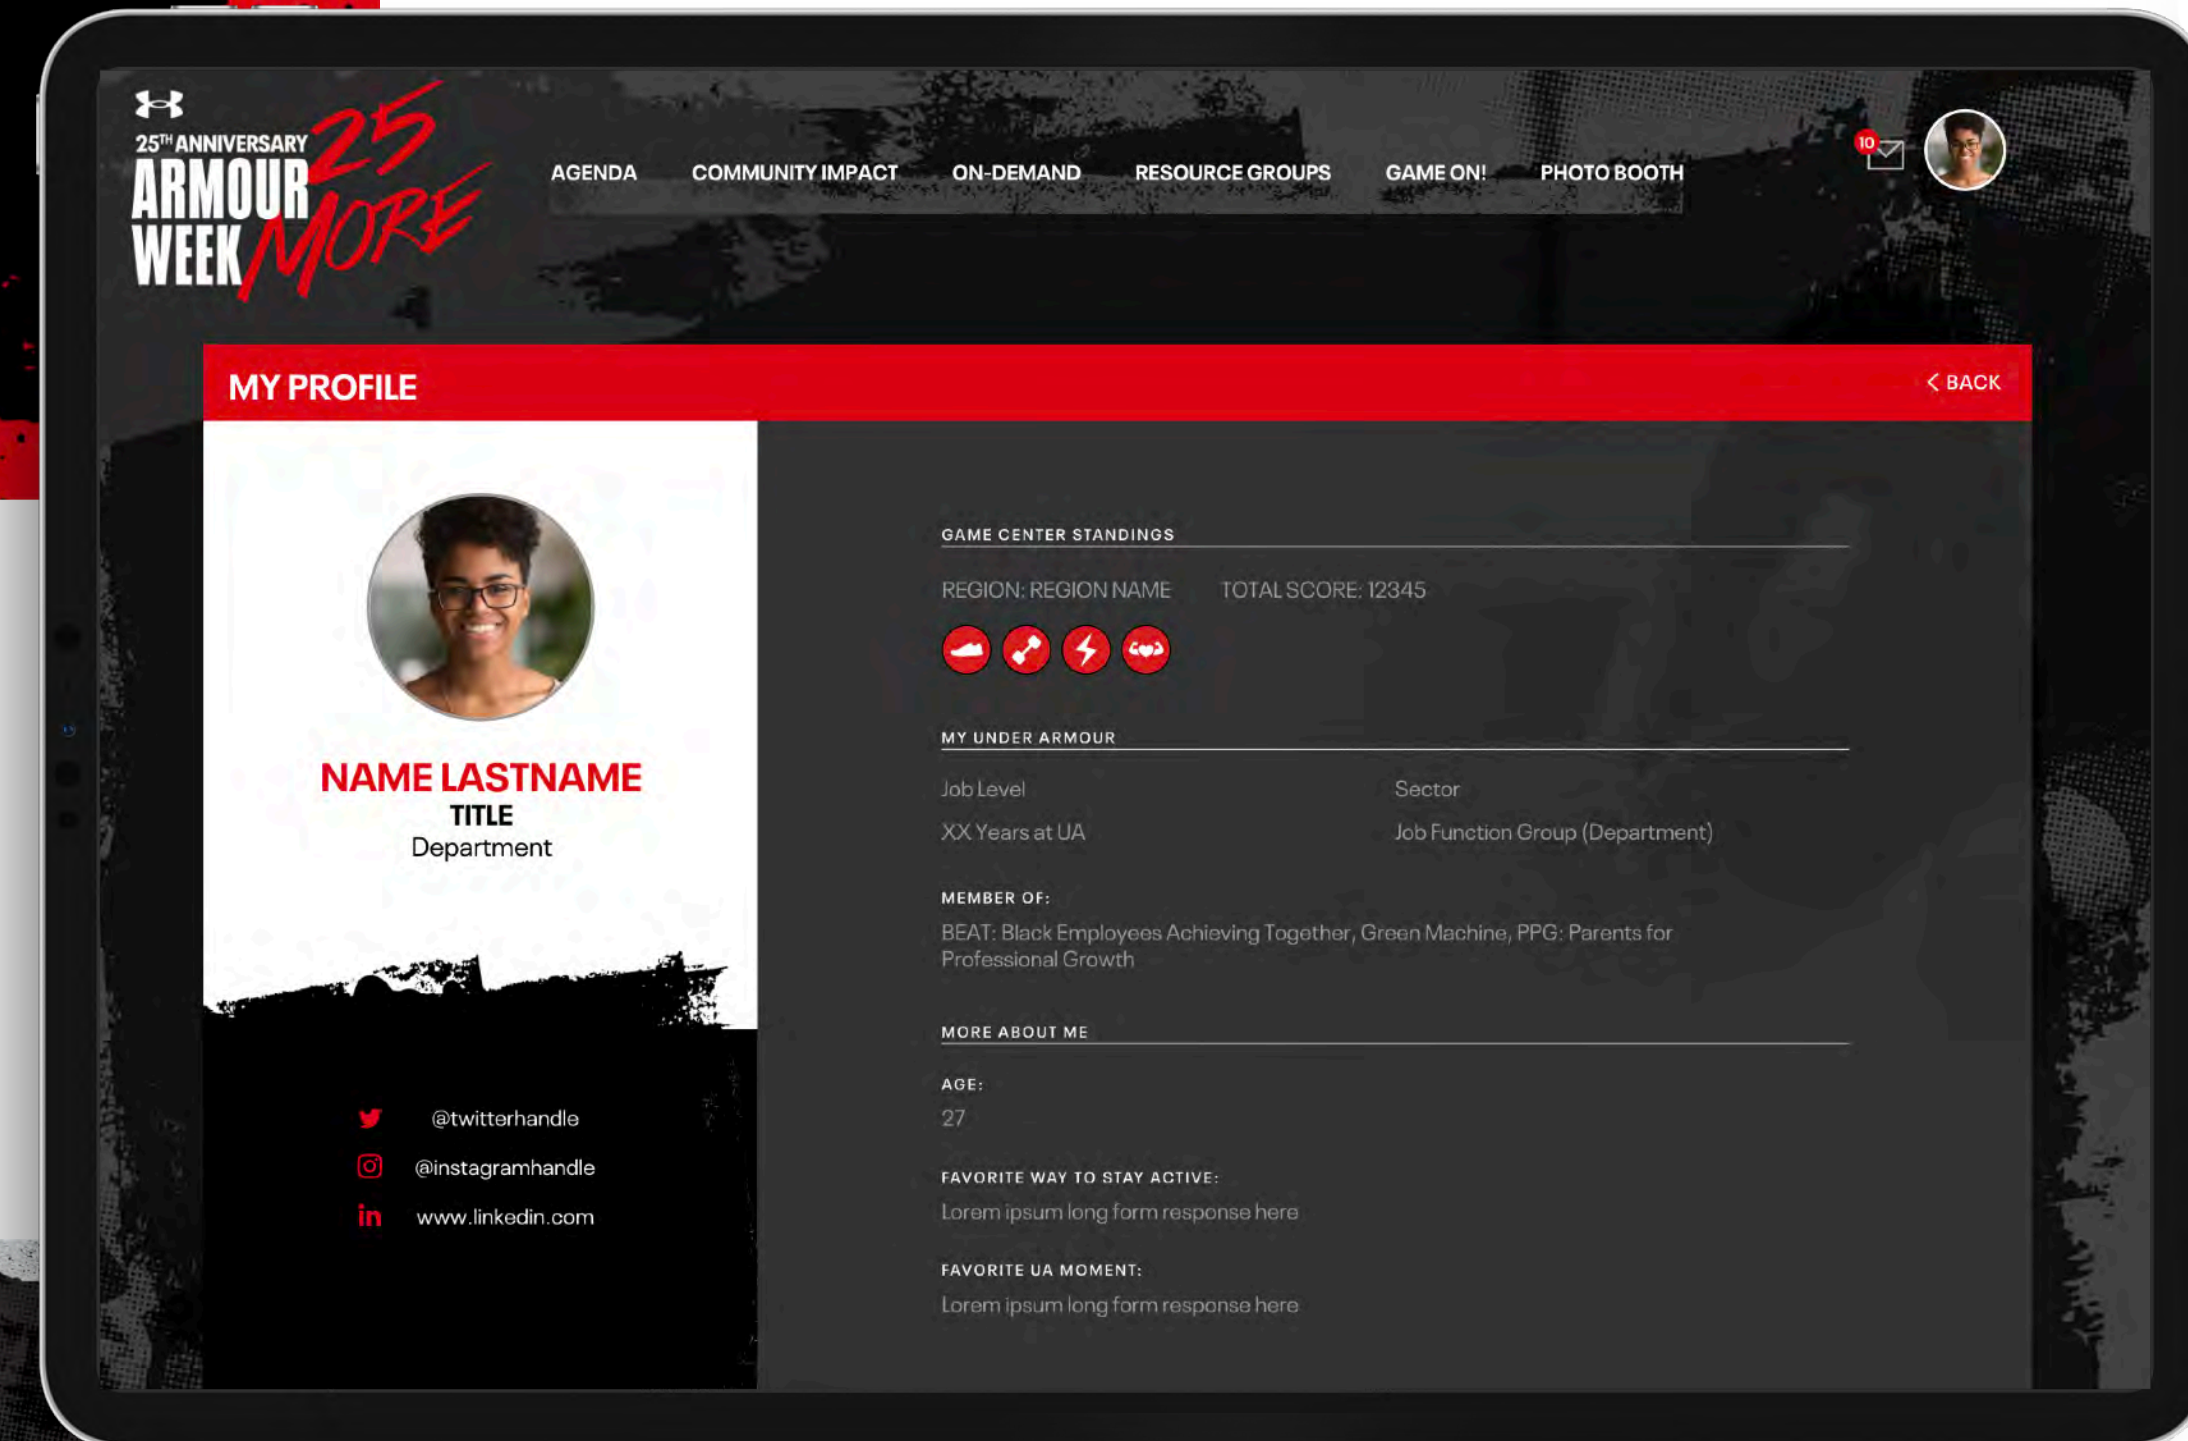 25TH ANNIVERSARY
ARMOUR
WEEK
25
MORE
AGENDA COMMUNITY IMPACT ON-DEMAND RESOURCE GROUPS GAME ON! PHOTO BOOTH
10
MY PROFILE
< BACK
NAME LASTNAME
TITLE
Department
@twitterhandle
@instagramhandle
in www.linkedin.com
GAME CENTER STANDINGS
REGION: REGION NAME TOTAL SCORE: 12345
MY UNDER ARMOUR
Job Level Sector
XX Years at UA Job Function Group (Department)
MEMBER OF:
BEAT: Black Employees Achieving Together, Green Machine, PPG: Parents for
Professional Growth
MORE ABOUT ME
AGE:
27
FAVORITE WAY TO STAY ACTIVE:
Lorem ipsum long form response here
FAVORITE UA MOMENT:
Lorem ipsum long form response here